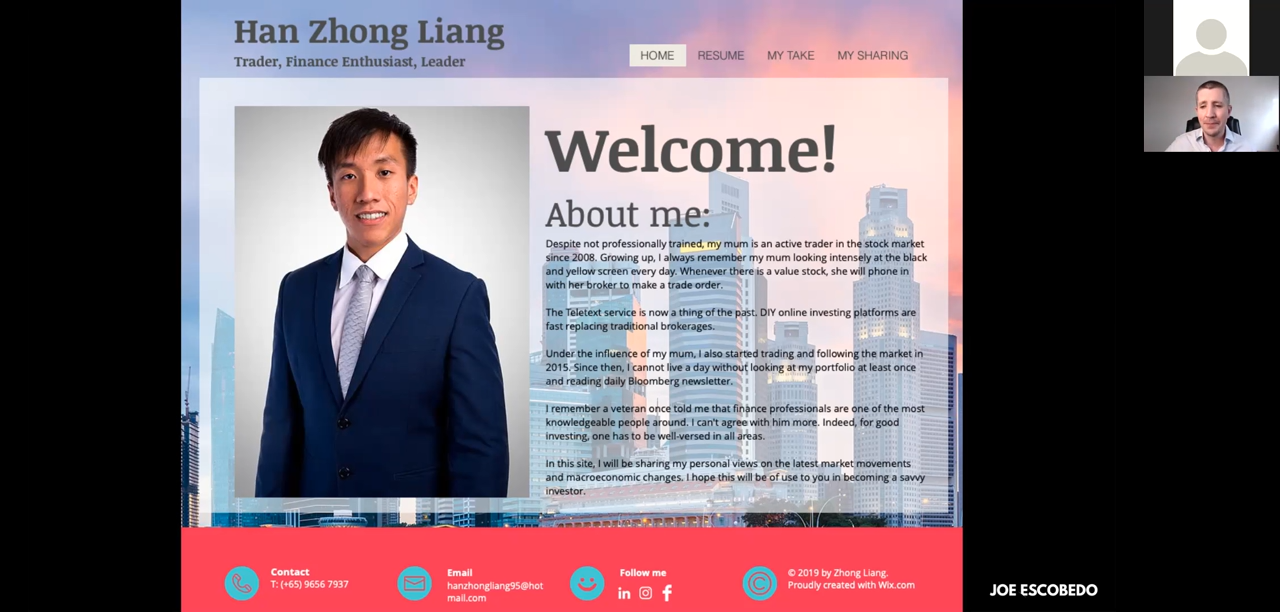 Han Zhong Liang
Trader, Finance Enthusiast, Leader
HOME RESUME MY TAKE MY SHARING
Welcome!
About me:
Despite not professionally trained, my mum is an active trader in the stock market
since 2008. Growing up, I always remember my mum looking intensely at the black
and yellow screen every day. Whenever there is a value stock, she will phone in
with her broker to make a trade order.
The Teletext service is now a thing of the past. DIY online investing platforms are
fast replacing traditional brokerages.
Under the influence of my mum, I also started trading and following the market in
2015. Since then, I cannot live a day without looking at my portfolio at least once
and reading daily Bloomberg newsletter.
I remember a veteran once told me that finance professionals are one of the most
knowledgeable people around. I can't agree with him more. Indeed, for good
investing, one has to be well-versed in all areas.
In this site, I will be sharing my personal views on the latest market movements
and macroeconomic changes. I hope this will be of use to you in becoming a savvy
investor.
Contact
T: (+65) 9656 7937
Email
hanzhongliang95@hot
mail.com
Follow me
© 2019 by Zhong Liang.
Proudly created with Wix.com
JOE ESCOBEDO